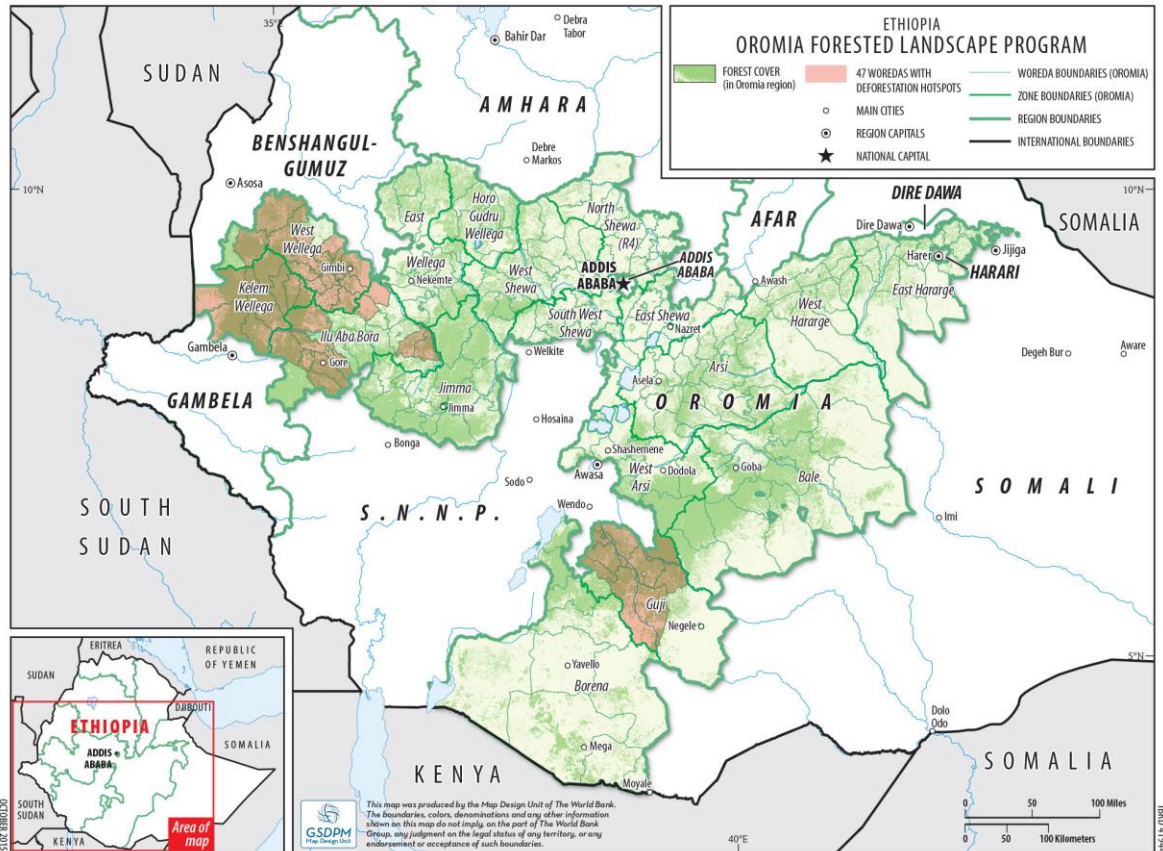 ETHIOPIA
OROMIA FORESTED LANDSCAPE PROGRAM
FOREST COVER
(in Oromia region)
47 WOREDAS WITH
DEFORESTATION HOTSPOTS
MAIN CITIES
REGION CAPITALS
NATIONAL CAPITAL
WOREDA BOUNDARIES (OROMIA)
ZONE BOUNDARIES (OROMIA)
REGION BOUNDARIES
INTERNATIONAL BOUNDARIES
35°E
Debra
Tabor
Bahir Dar
SUDAN
AMHARA
BENSHANGUL-
GUMUZ
Debre
Markos
10°N
Asosa
10°N
DIRE DAWA
SOMALIA
AFAR
Dire Dawa
Jijiga
Harer
HARARI
East Hararge
West
Wellega
Gimbi
East
Wellega
Nekemte
Horo
Gudru
Wellega
North
Shewa
(R4)
ADDIS
ABABA
ADDIS
ABABA
West
Shewa
Awash
West
Hararge
Kelem
Wellega
South West
Shewa
East Shewa
Nazret
Ilu Aba Bora
Gambela
Gore
Welkite
Degeh Bur
Aware
GAMBELA
Jimma
Jimma
Asela
Arsi
OROMIA
Hosaina
Bonga
Shashemene
Awasa
West
Arsi
Dodola
Goba
Bale
SOMALI
Sodo
Wendo
Imi
SOUTH
SUDAN
S.N.N.P.
Guji
Negele
5°N
Yavello
Borena
Mega
Moyale
Dolo
Odo
KENYA
SOMALIA
ERITREA
REPUBLIC
OF YEMEN
SUDAN
DJIBOUTI
ETHIOPIA
ADDIS
ABABA
SOMALIA
SOUTH
SUDAN
KENYA
Area of
map
OCTOBER 2015
GSDPM
Map Design Unit
This map was produced by the Map Design Unit of The World Bank.
The boundaries, colors, denominations and any other information
shown on this map do not imply, on the part of The World Bank
Group, any judgment on the legal status of any territory, or any
endorsement or acceptance of such boundaries.
40°E
0 50 100 Miles
0 50 100 Kilometers